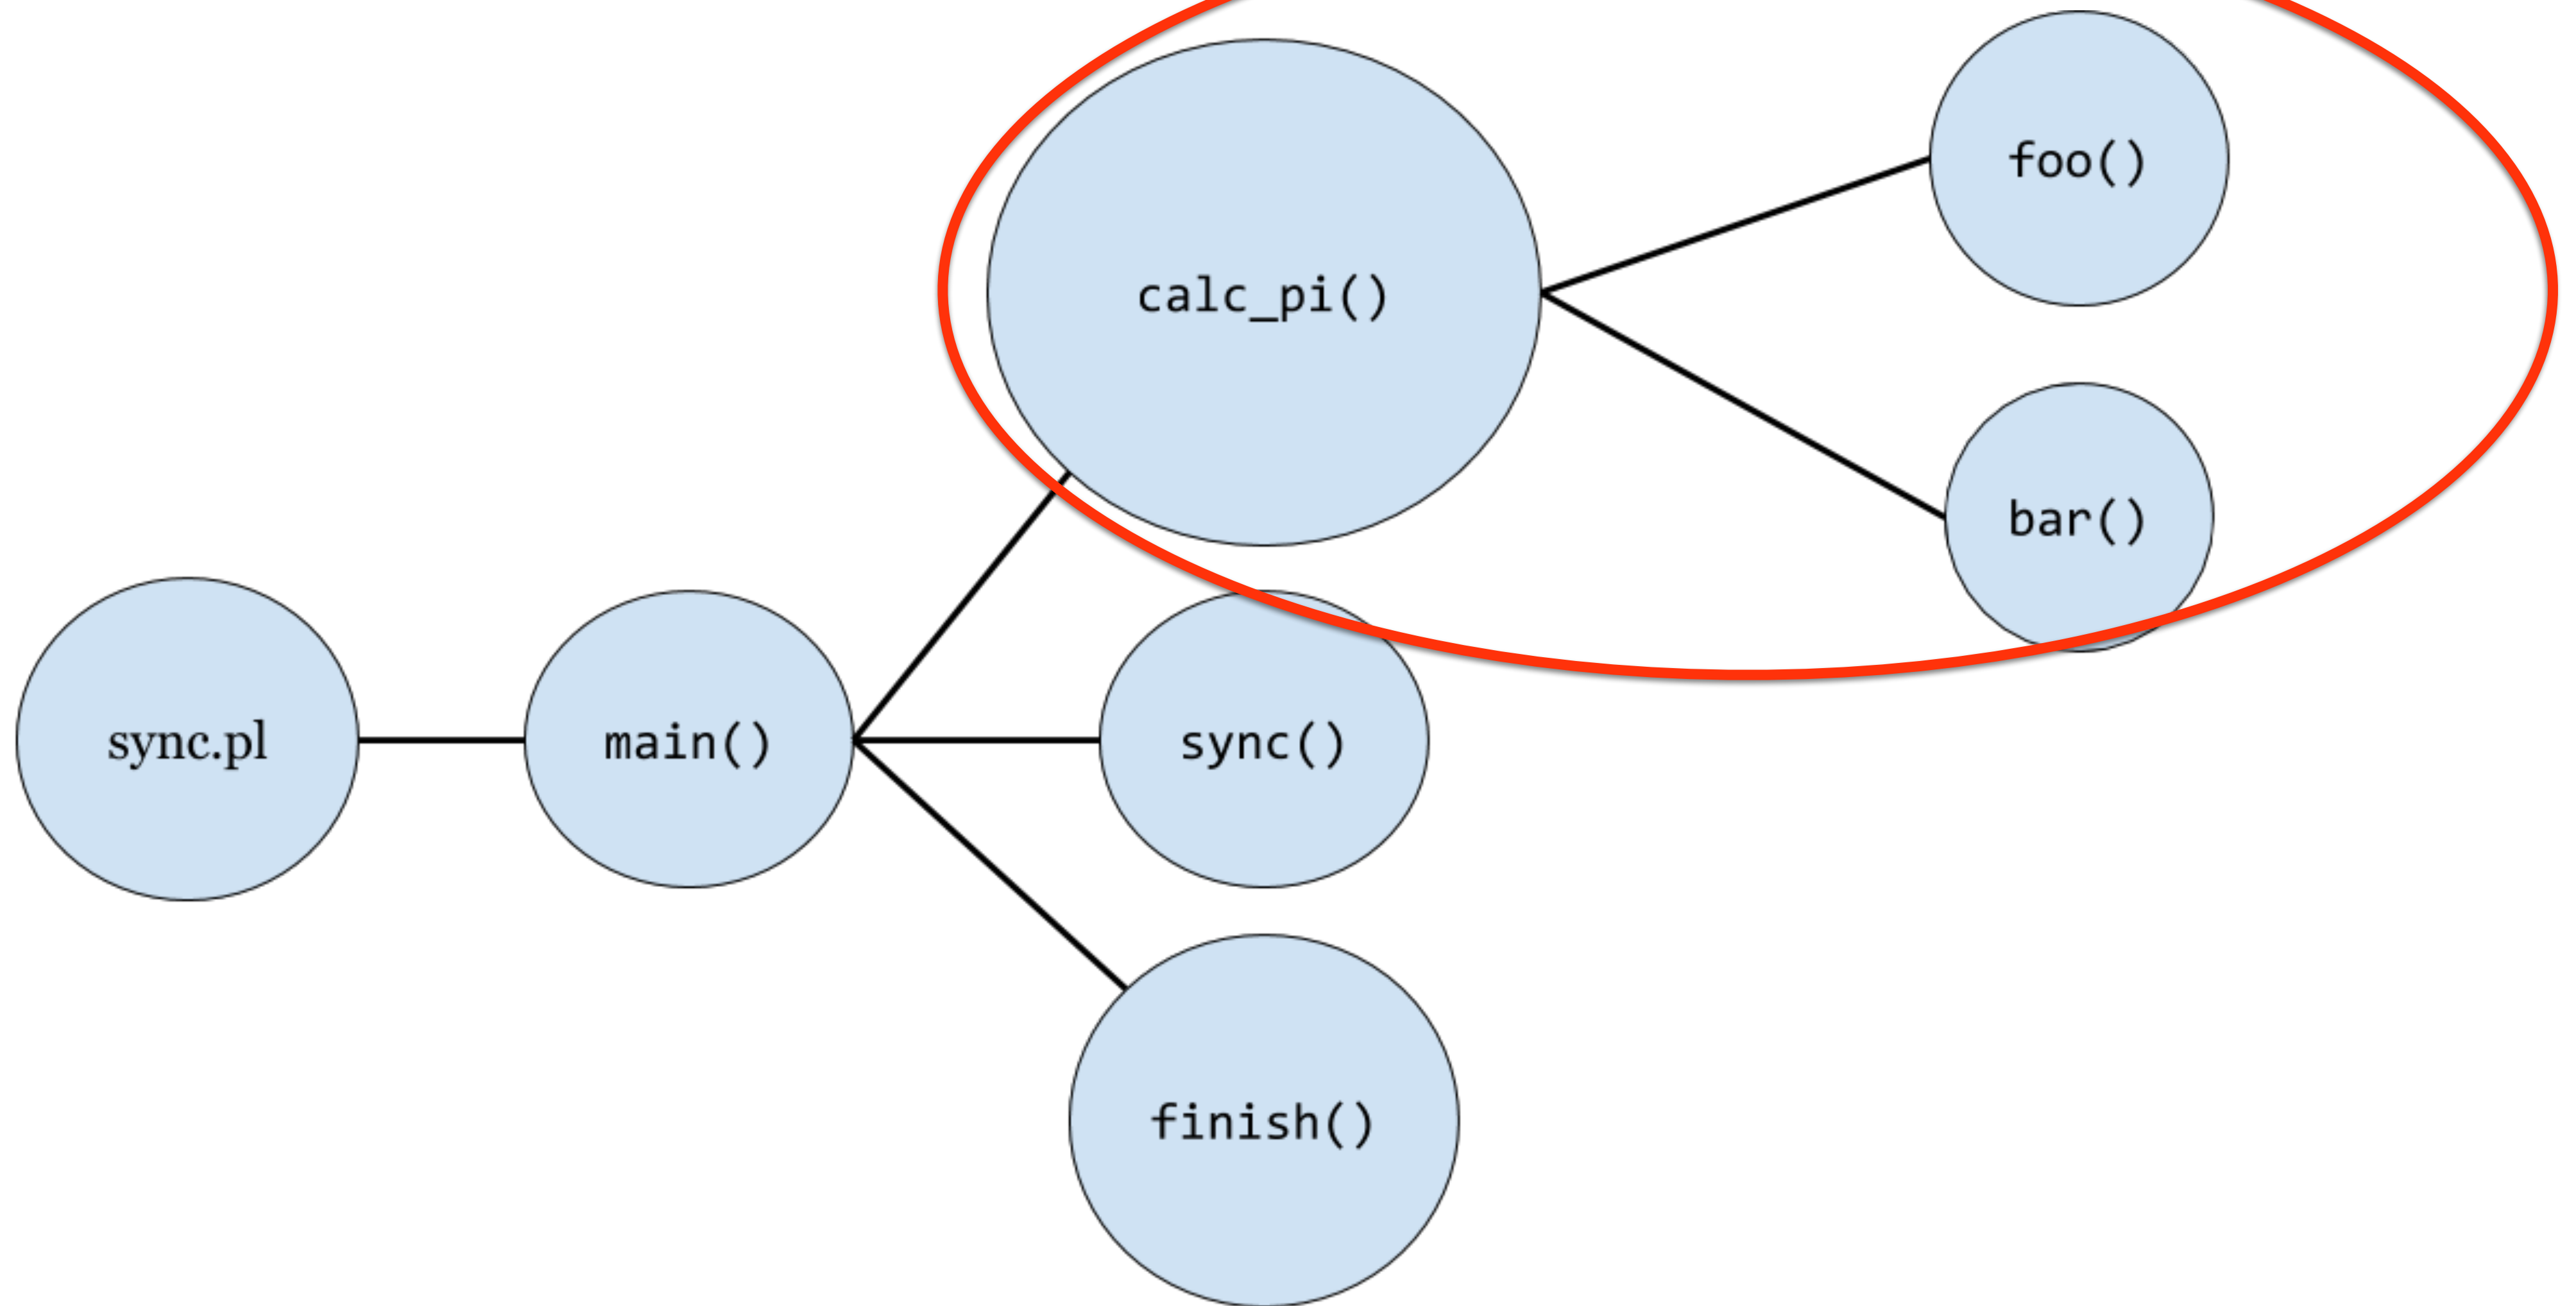 foo()
calc_pi()
bar()
sync.pl
main()
sync()
finish()